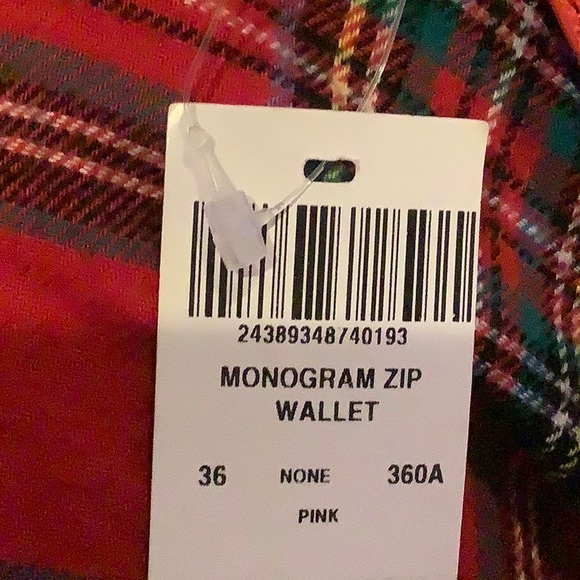 24389348740193
MONOGRAM ZIP
WALLET
36 NONE 360A
PINK